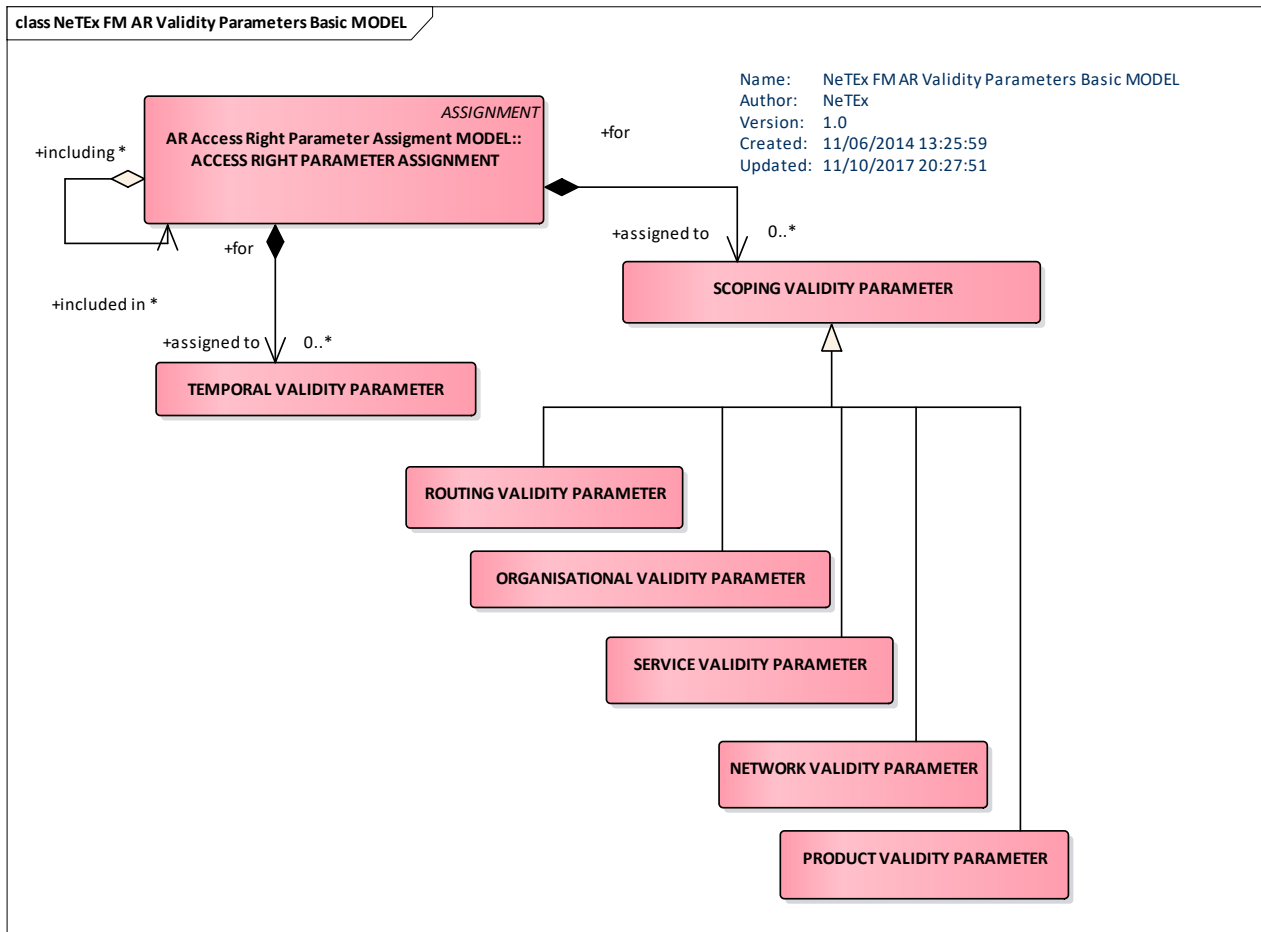 class NeTEx FM AR Validity Parameters Basic MODEL
Name: NeTEx FM AR Validity Parameters Basic MODEL
Author: NeTEx
Version: 1.0
Created: 11/06/2014 13:25:59
Updated: 11/10/2017 20:27:51
ASSIGNMENT
AR Access Right Parameter Assigment MODEL::
ACCESS RIGHT PARAMETER ASSIGNMENT
+including *
+for
+for
+assigned to 0..*
SCOPING VALIDITY PARAMETER
+included in *
+assigned to 0..*
TEMPORAL VALIDITY PARAMETER
ROUTING VALIDITY PARAMETER
ORGANISATIONAL VALIDITY PARAMETER
SERVICE VALIDITY PARAMETER
NETWORK VALIDITY PARAMETER
PRODUCT VALIDITY PARAMETER